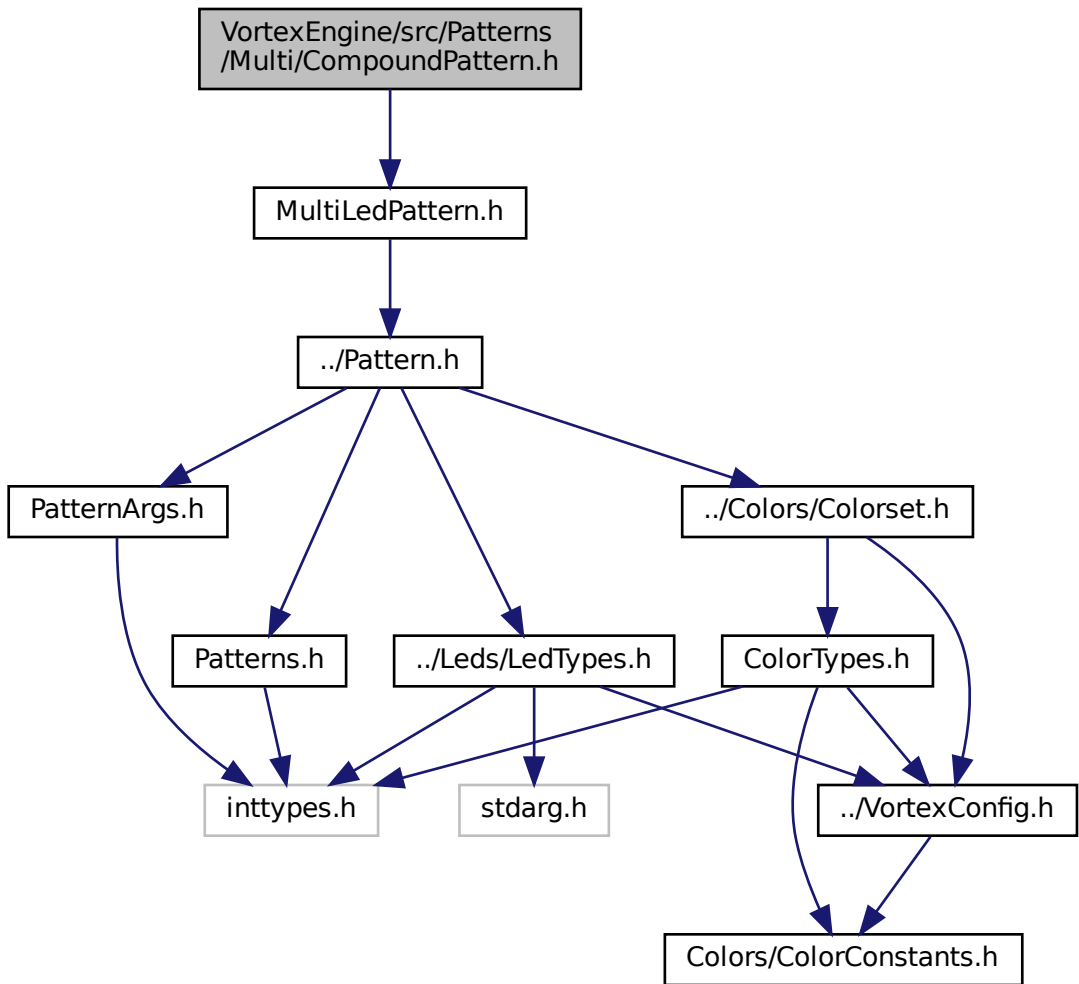 VortexEngine/src/Patterns
/Multi/CompoundPattern.h
MultiLedPattern.h
../Pattern.h
PatternArgs.h
../Colors/Colorset.h
Patterns.h
../Leds/LedTypes.h
ColorTypes.h
inttypes.h
stdarg.h
../VortexConfig.h
Colors/ColorConstants.h